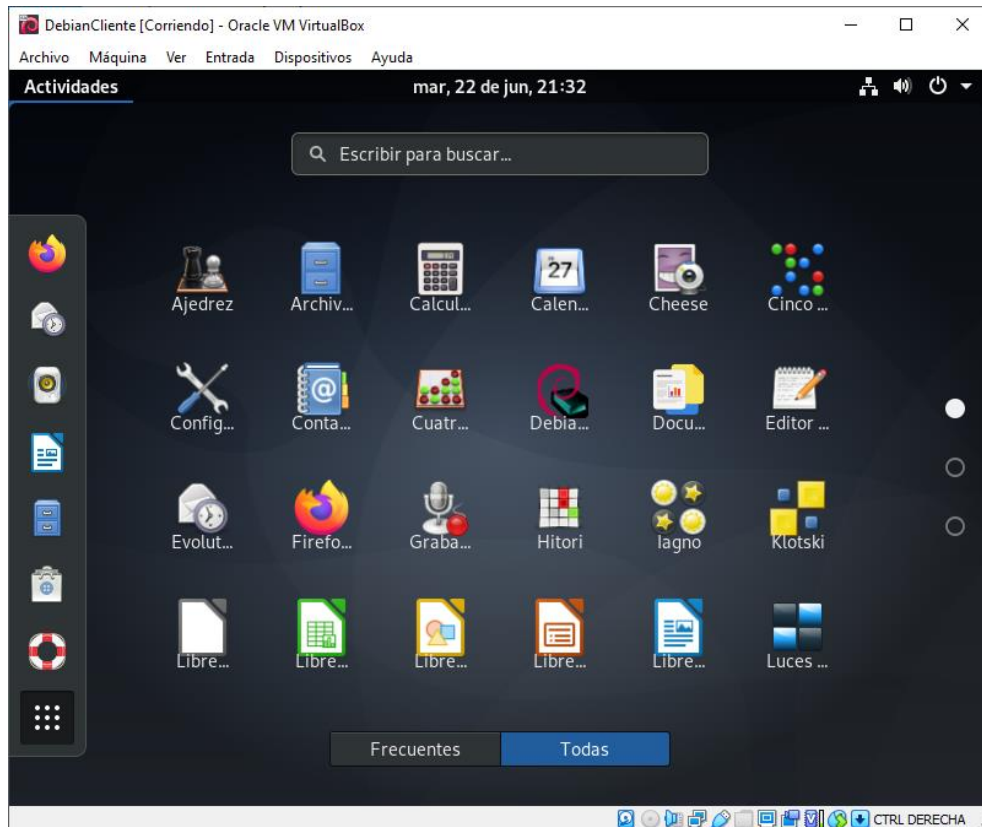 DebianCliente [Corriendo] - Oracle VM VirtualBox
Archivo Máquina Ver Entrada Dispositivos Ayuda
Actividades mar, 22 de jun, 21:32
Escribir para buscar...
Ajedrez Archiv... Calcul... Calen... Cheese Cinco ...
Config... Conta... Cuatr... Debia... Docu... Editor ...
Evolut... Firefo... Graba... Hitori Iagno Klotski
Libre... Libre... Libre... Libre... Libre... Luces ...
Frecuentes Todas
CTRL DERECHA